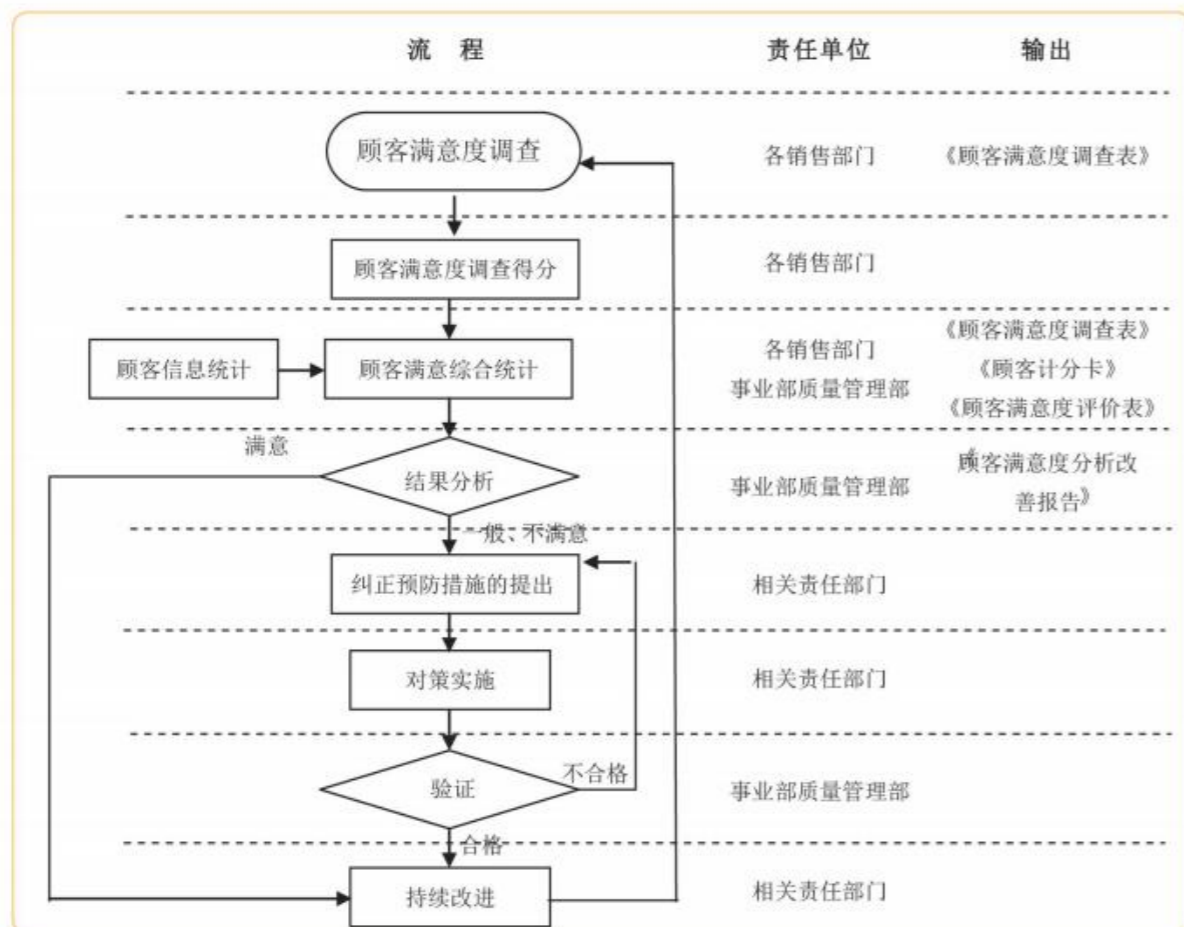 流 程 责任单位 输出
顾客满意度调查 各销售部门 《顾客满意度调查表》
顾客满意度调查得分 各销售部门
《顾客满意度调查表》
各销售部门
顾客信息统计 顾客满意综合统计 《顾客计分卡》
事业部质量管理部
《顾客满意度评价表》
满意
结果分析 事业部质量管理部 《顾客满意度分析改
善报告》
一般、不满意
纠正预防措施的提出 相关责任部门
对策实施 相关责任部门
不合格
验证 事业部质量管理部
合格
持续改进 相关责任部门